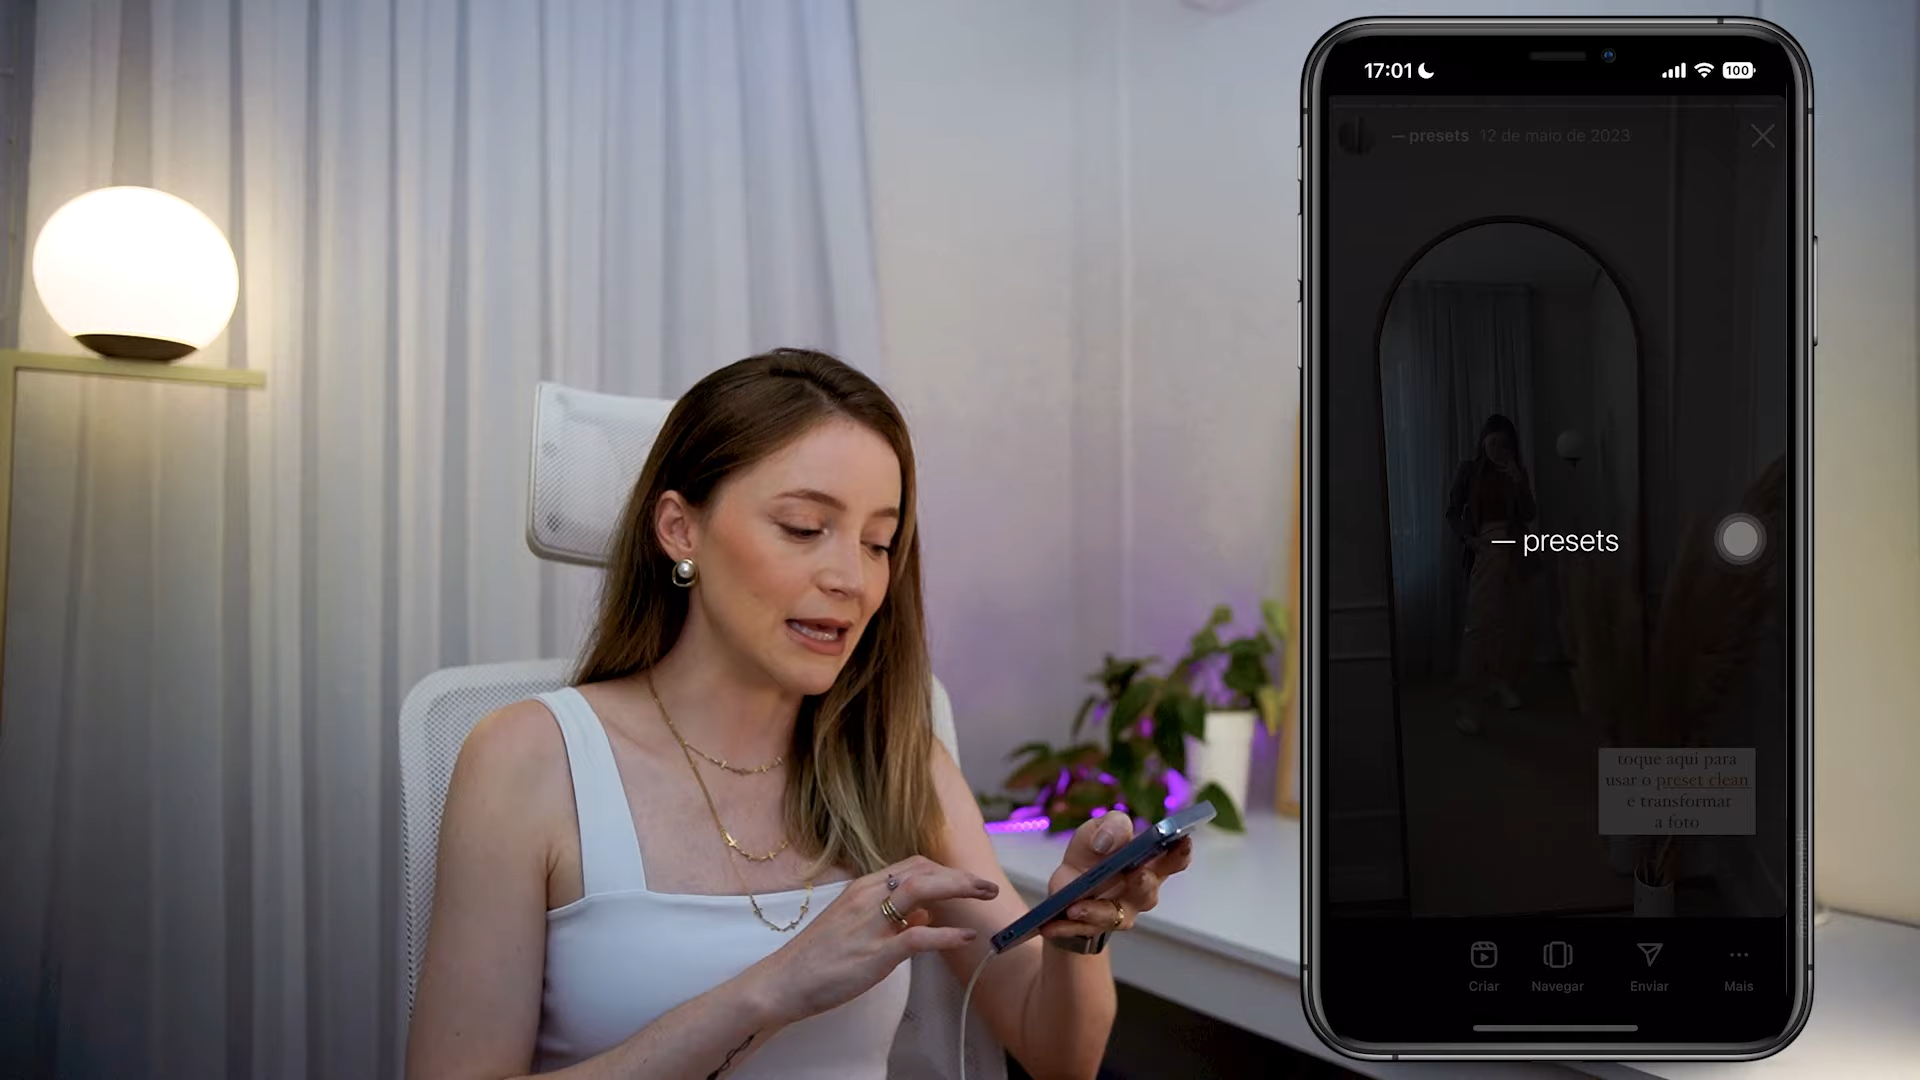 17:01
100
— presets 12 de maio de 2023
— presets
toque aqui para
usar o preset clean
e transformar
a foto
Criar
Navegar
Enviar
Mais